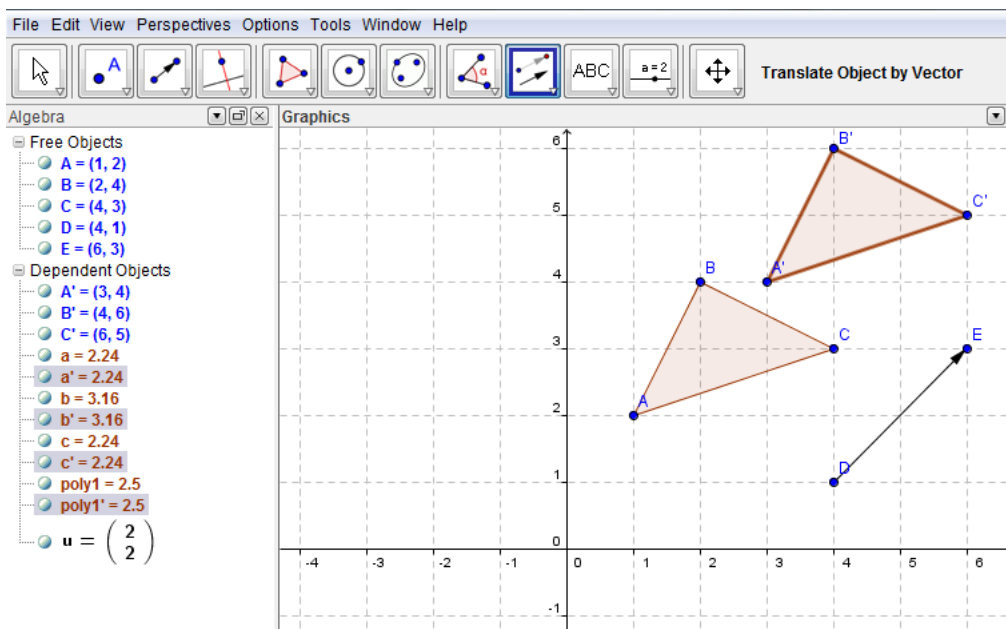 File Edit View Perspectives Options Tools Window Help
A α ABC a = 2 Translate Object by Vector
Algebra
Free Objects
A = (1, 2)
B = (2, 4)
C = (4, 3)
D = (4, 1)
E = (6, 3)
Dependent Objects
A' = (3, 4)
B' = (4, 6)
C' = (6, 5)
a = 2.24
a' = 2.24
b = 3.16
b' = 3.16
c = 2.24
c' = 2.24
poly1 = 2.5
poly1' = 2.5
u = ( 2
2 )
Graphics
6 B'
5 C'
4 B A'
3 C E
2 A
1 D
0
-4 -3 -2 -1 0 1 2 3 4 5 6
-1